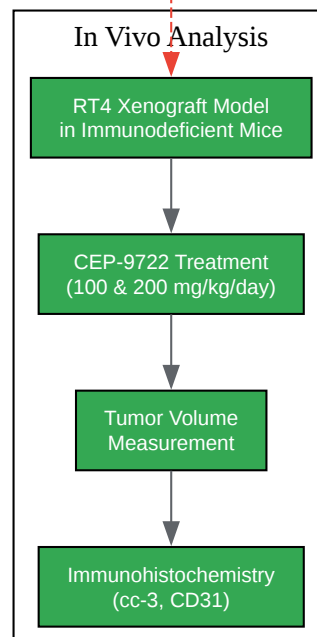 In Vivo Analysis
RT4 Xenograft Model
in Immunodeficient Mice
CEP-9722 Treatment
(100 & 200 mg/kg/day)
Tumor Volume
Measurement
Immunohistochemistry
(cc-3, CD31)